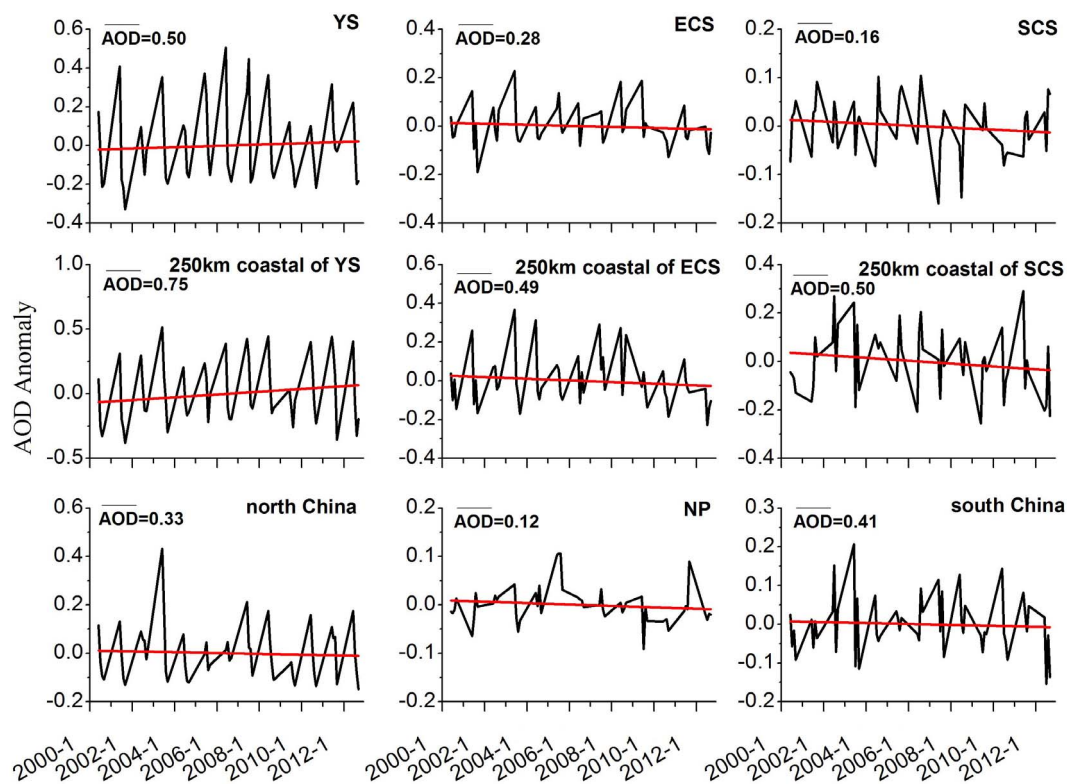 YS
AOD=0.50
0.6
0.4
0.2
0.0
-0.2
-0.4
ECS
AOD=0.28
0.6
0.4
0.2
0.0
-0.2
-0.4
SCS
AOD=0.16
0.2
0.1
0.0
-0.1
-0.2
AOD Anomaly
250km coastal of YS
AOD=0.75
1.0
0.5
0.0
-0.5
250km coastal of ECS
AOD=0.49
0.6
0.4
0.2
0.0
-0.2
-0.4
250km coastal of SCS
AOD=0.50
0.4
0.2
0.0
-0.2
-0.4
north China
AOD=0.33
0.6
0.4
0.2
0.0
-0.2
NP
AOD=0.12
0.2
0.1
0.0
-0.1
-0.2
south China
AOD=0.41
0.3
0.2
0.1
0.0
-0.1
-0.2
2000-1 2002-1 2004-1 2006-1 2008-1 2010-1 2012-1
2000-1 2002-1 2004-1 2006-1 2008-1 2010-1 2012-1
2000-1 2002-1 2004-1 2006-1 2008-1 2010-1 2012-1